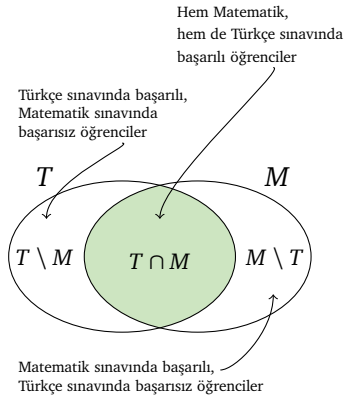 Hem Matematik,
hem de Türkçe sınavında
başarılı öğrenciler
Türkçe sınavında başarılı,
Matematik sınavında
başarısız öğrenciler
T
M
T \ M
T ∩ M
M \ T
Matematik sınavında başarılı,
Türkçe sınavında başarısız öğrenciler